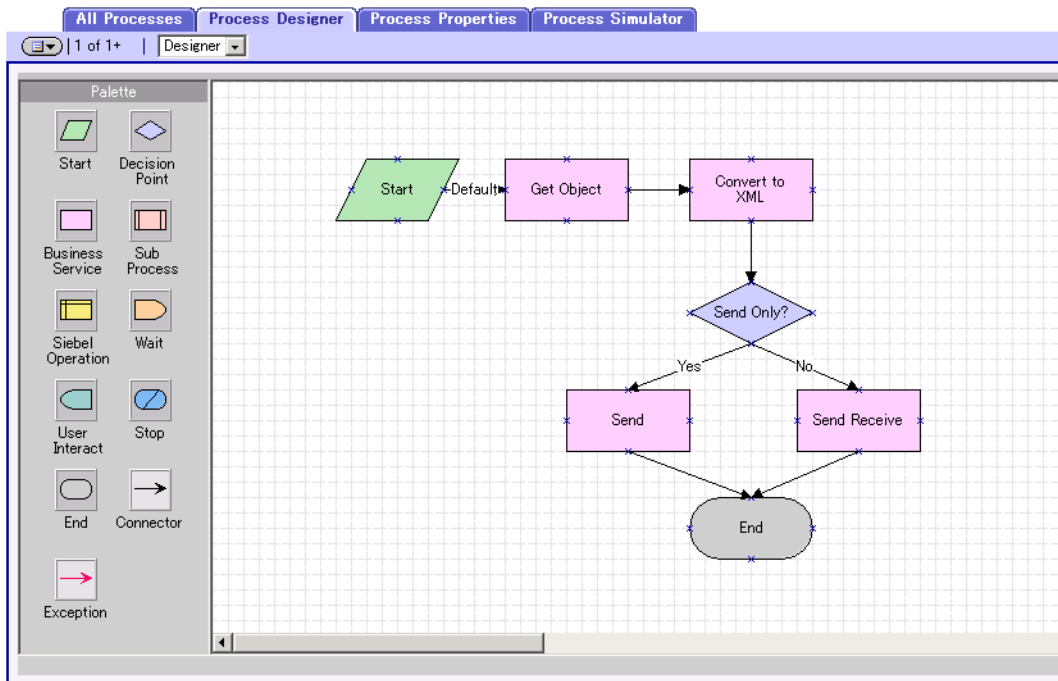 All Processes
Process Designer
Process Properties
Process Simulator
1 of 1+
Designer
Palette
Start
Decision
Point
Business
Service
Sub
Process
Siebel
Operation
Wait
User
Interact
Stop
End
Connector
Exception
Start
Default
Get Object
Convert to
XML
Send Only?
Yes
No
Send
Send Receive
End